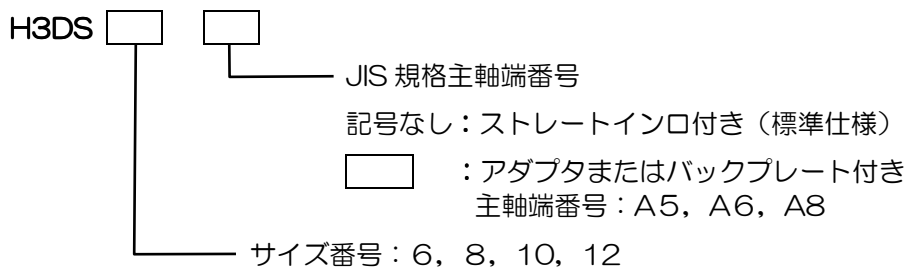 H3DS
JIS 規格主軸端番号
記号なし：ストレートインロ付き（標準仕様）
：アダプタまたはバックプレート付き
主軸端番号：A5，A6，A8
サイズ番号：6，8，10，12